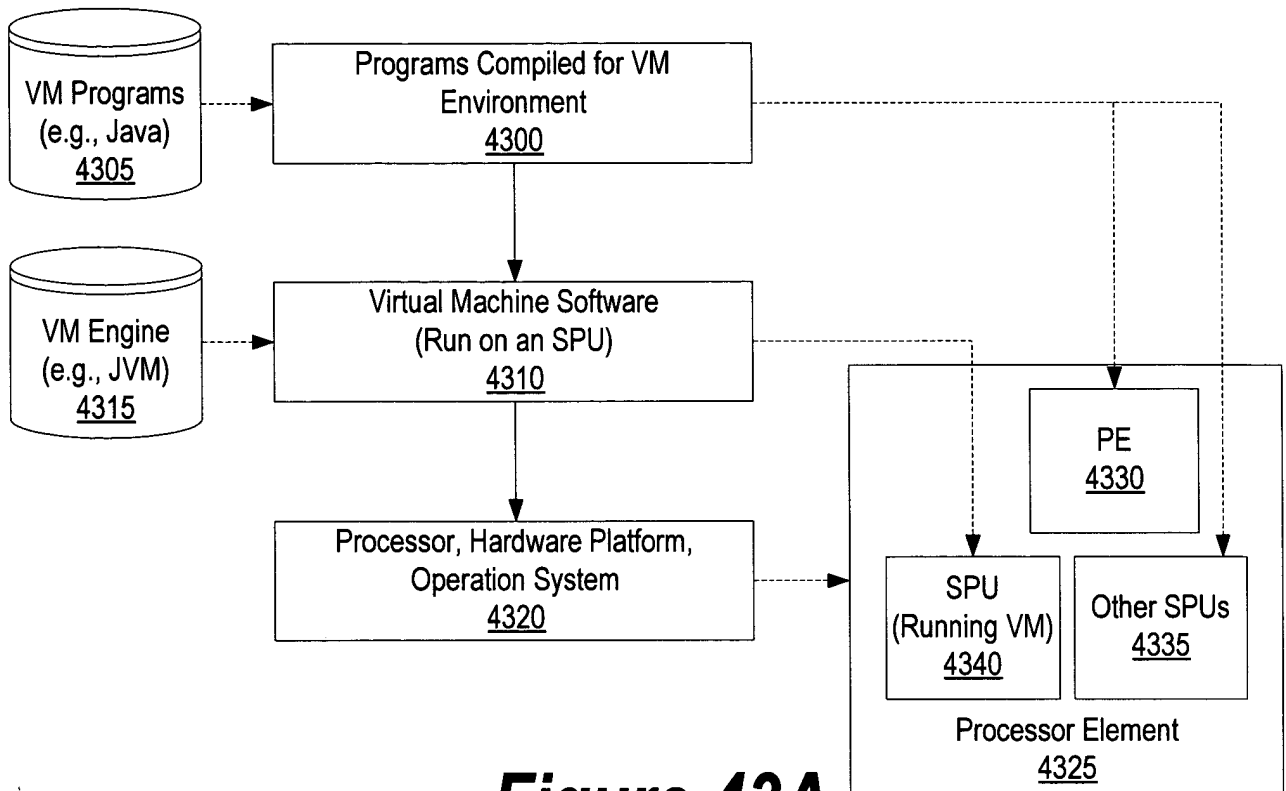 VM Programs
(e.g., Java)
4305
Programs Compiled for VM
Environment
4300
VM Engine
(e.g., JVM)
4315
Virtual Machine Software
(Run on an SPU)
4310
PE
4330
Processor, Hardware Platform,
Operation System
4320
SPU
(Running VM)
4340
Other SPUs
4335
Processor Element
4325
Figure 43A